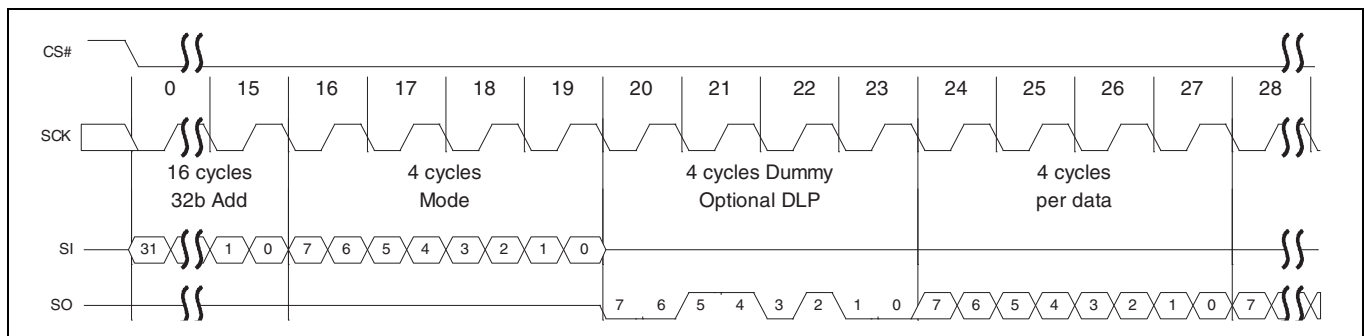 CS#
0 15 16 17 18 19 20 21 22 23 24 25 26 27 28
SCK
16 cycles 4 cycles 4 cycles Dummy 4 cycles
32b Add Mode Optional DLP per data
SI 31 1 0 7 6 5 4 3 2 1 0
SO 7 6 5 4 3 2 1 0 7 6 5 4 3 2 1 0 7